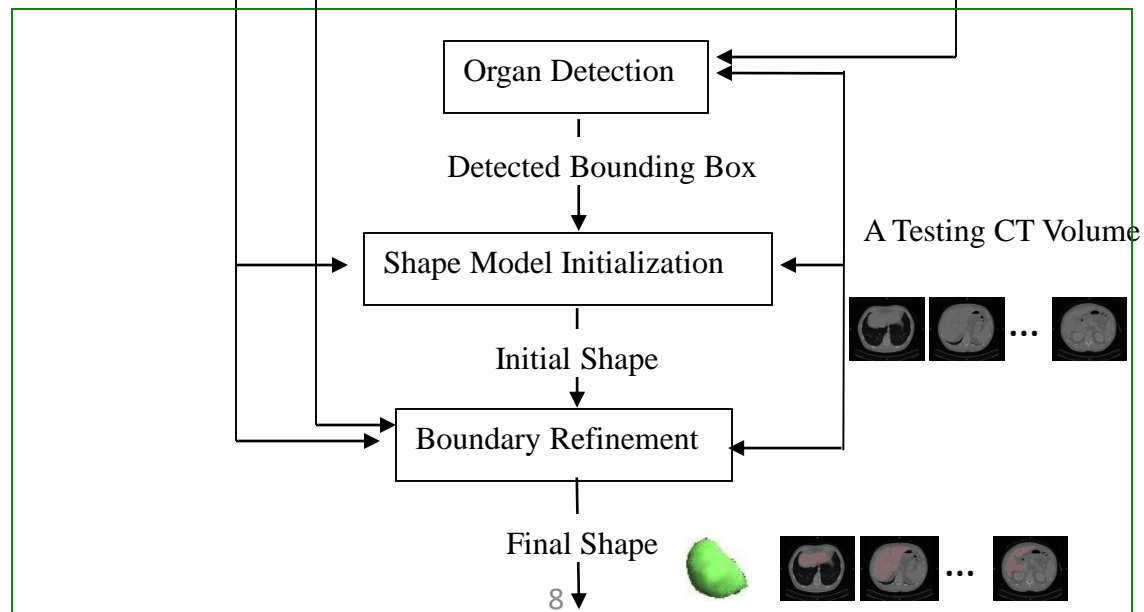 Organ Detection
Detected Bounding Box
A Testing CT Volume
Shape Model Initialization
...
Initial Shape
Boundary Refinement
Final Shape
...
8